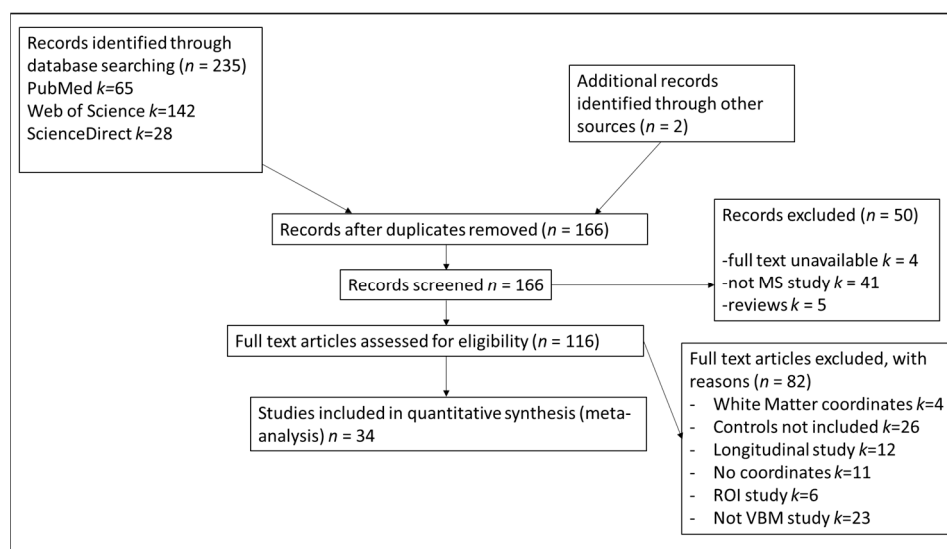 Records identified through
database searching (n = 235)
PubMed k=65
Web of Science k=142
ScienceDirect k=28
Additional records
identified through other
sources (n = 2)
Records after duplicates removed (n = 166)
Records screened n = 166
Records excluded (n = 50)
-full text unavailable k = 4
-not MS study k = 41
-reviews k = 5
Full text articles assessed for eligibility (n = 116)
Full text articles excluded, with
reasons (n = 82)
- White Matter coordinates k=4
- Controls not included k=26
- Longitudinal study k=12
- No coordinates k=11
- ROI study k=6
- Not VBM study k=23
Studies included in quantitative synthesis (meta-
analysis) n = 34